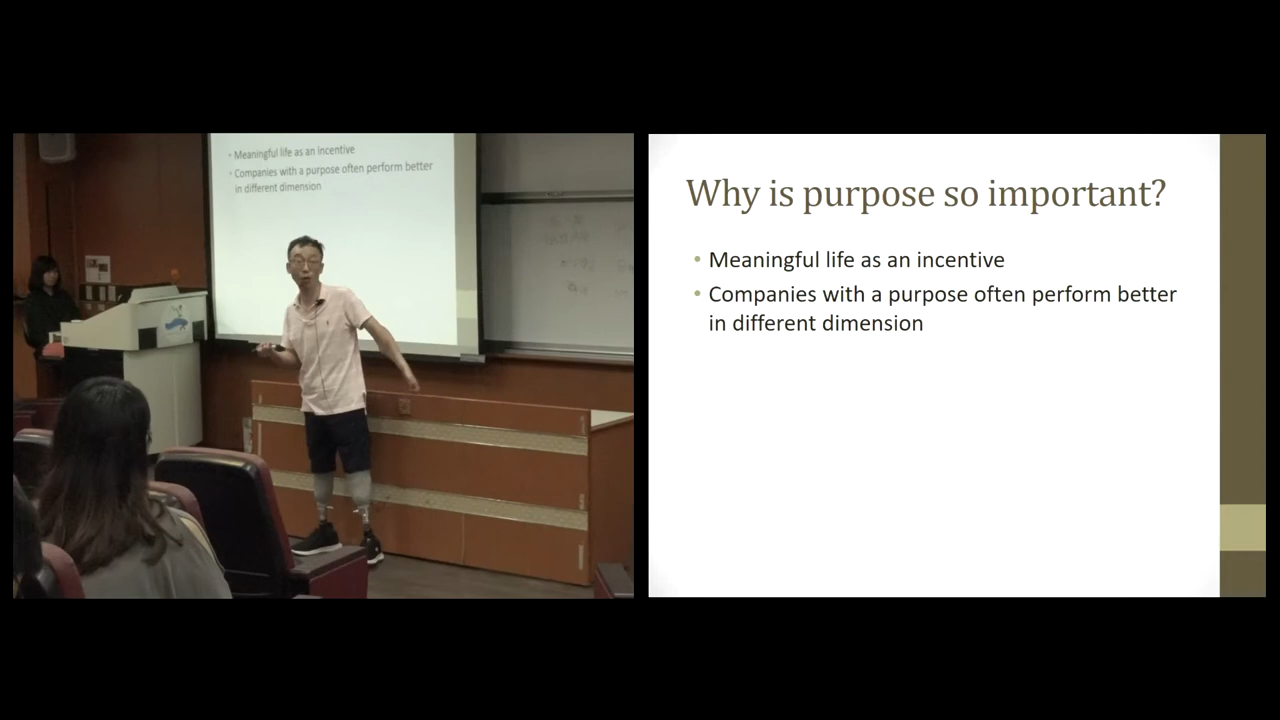 Meaningful life as an incentive
Companies with a purpose often perform better
in different dimension
Why is purpose so important?
Meaningful life as an incentive
Companies with a purpose often perform better
in different dimension